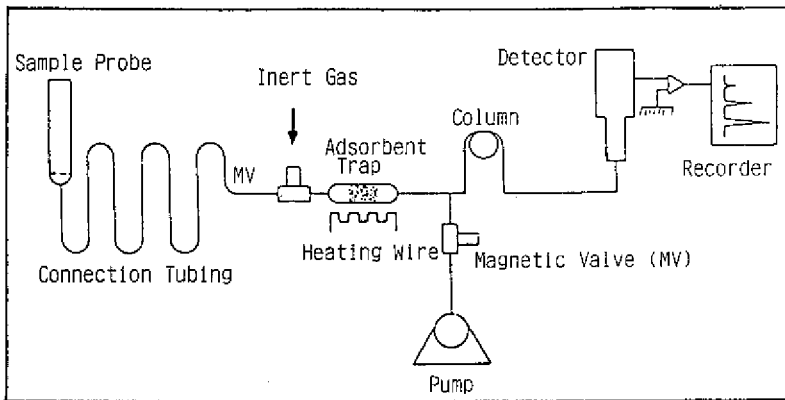 Sample Probe
Inert Gas
Detector
Column
MV
Adsorbent
Trap
Recorder
Connection Tubing
Heating Wire
Magnetic Valve (MV)
Pump